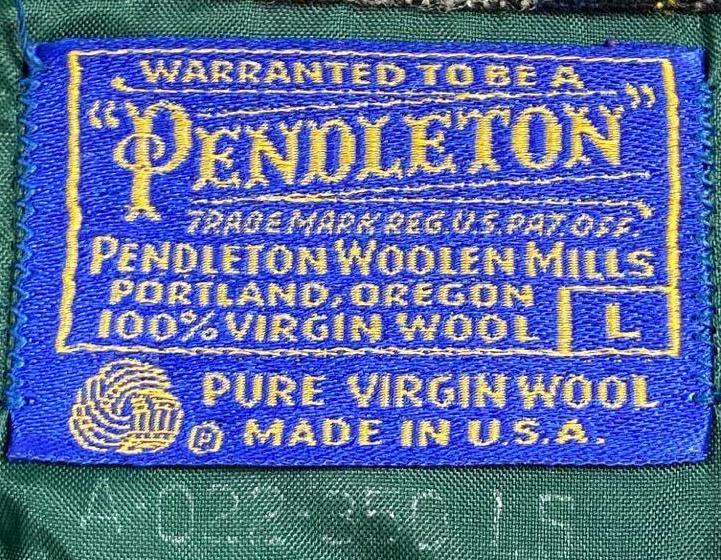 WARRANTED TO BE A
"PENDLETON"
TRADE MARK REG. U.S. PAT. OFF.
PENDLETON WOOLEN MILLS
PORTLAND, OREGON
100% VIRGIN WOOL L
PURE VIRGIN WOOL
MADE IN U.S.A.